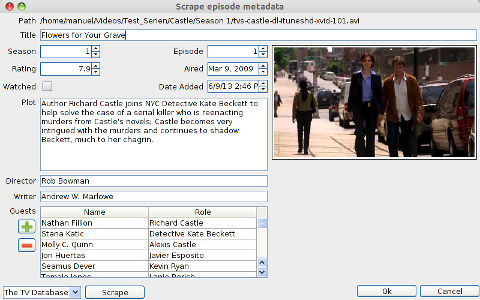 Scrape episode metadata
Path /home/manuel/Videos/Test_Serien/Castle/Season 1/tvs-castle-dl-ituneshd-xvid-101.avi
Title Flowers for Your Grave
Season 1 Episode 1
Rating 7.9 Aired Mar 9, 2009
Watched Date Added 6/9/13 2:46 P
Plot Author Richard Castle joins NYC Detective Kate Beckett to
help solve the case of a serial killer who is reenacting
murders from Castle's novels; Castle becomes very
intrigued with the murders and continues to shadow
Beckett, much to her chagrin.
Director Rob Bowman
Writer Andrew W. Marlowe
Guests Name Role
Nathan Fillion Richard Castle
Stana Katic Detective Kate Beckett
Molly C. Quinn Alexis Castle
Jon Huertas Javier Esposito
Seamus Dever Kevin Ryan
The TV Database Scrape Ok Cancel